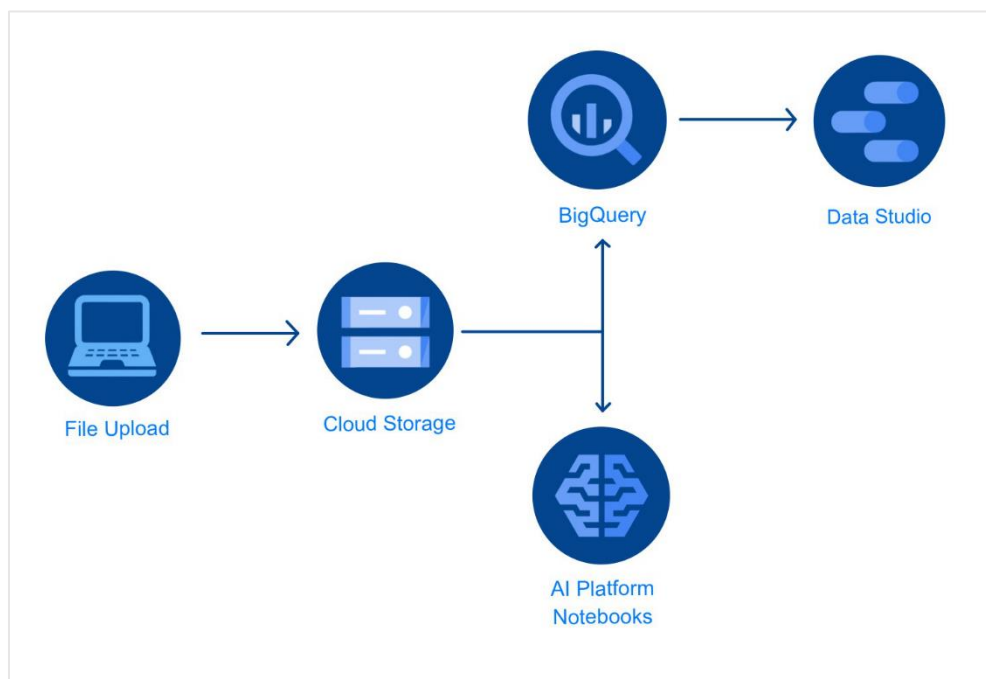 BigQuery
Data Studio
File Upload
Cloud Storage
AI Platform
Notebooks